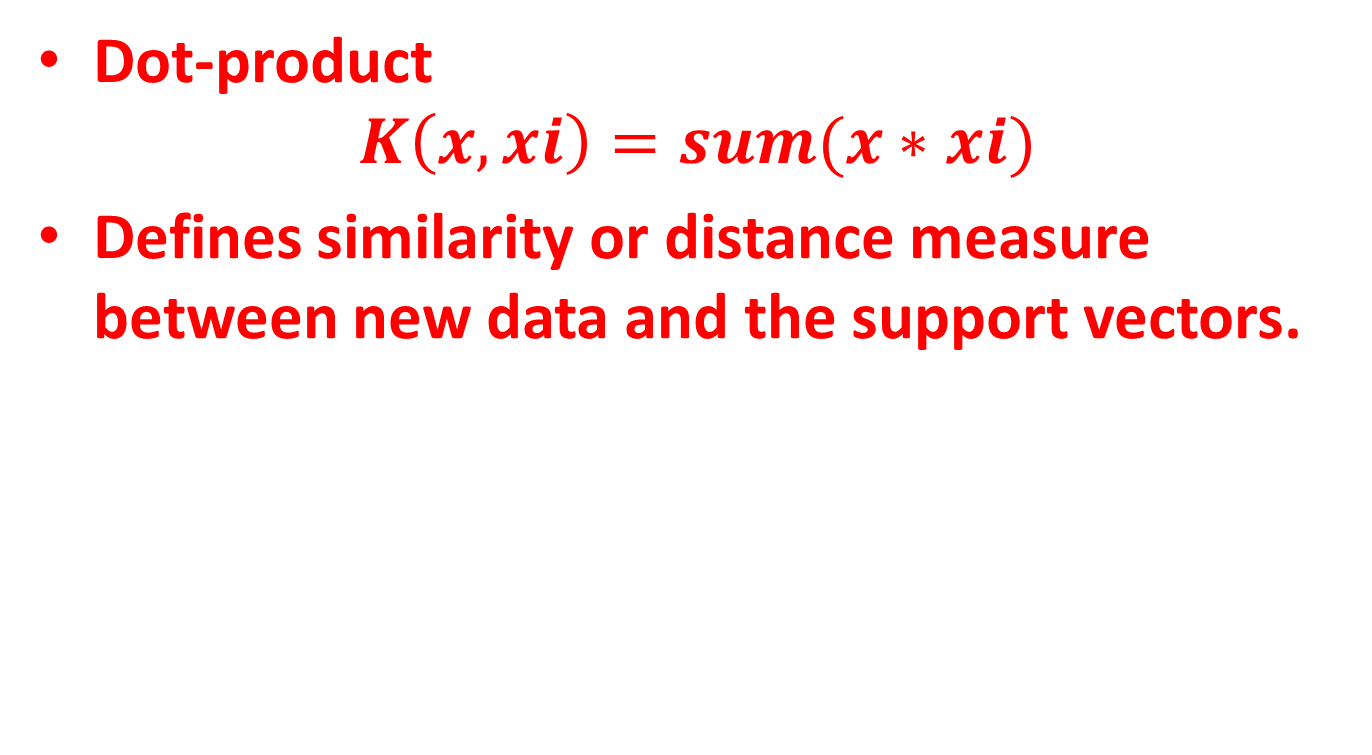 • Dot-product
K(x, xi) = sum(x ∗ xi)
• Defines similarity or distance measure
between new data and the support vectors.